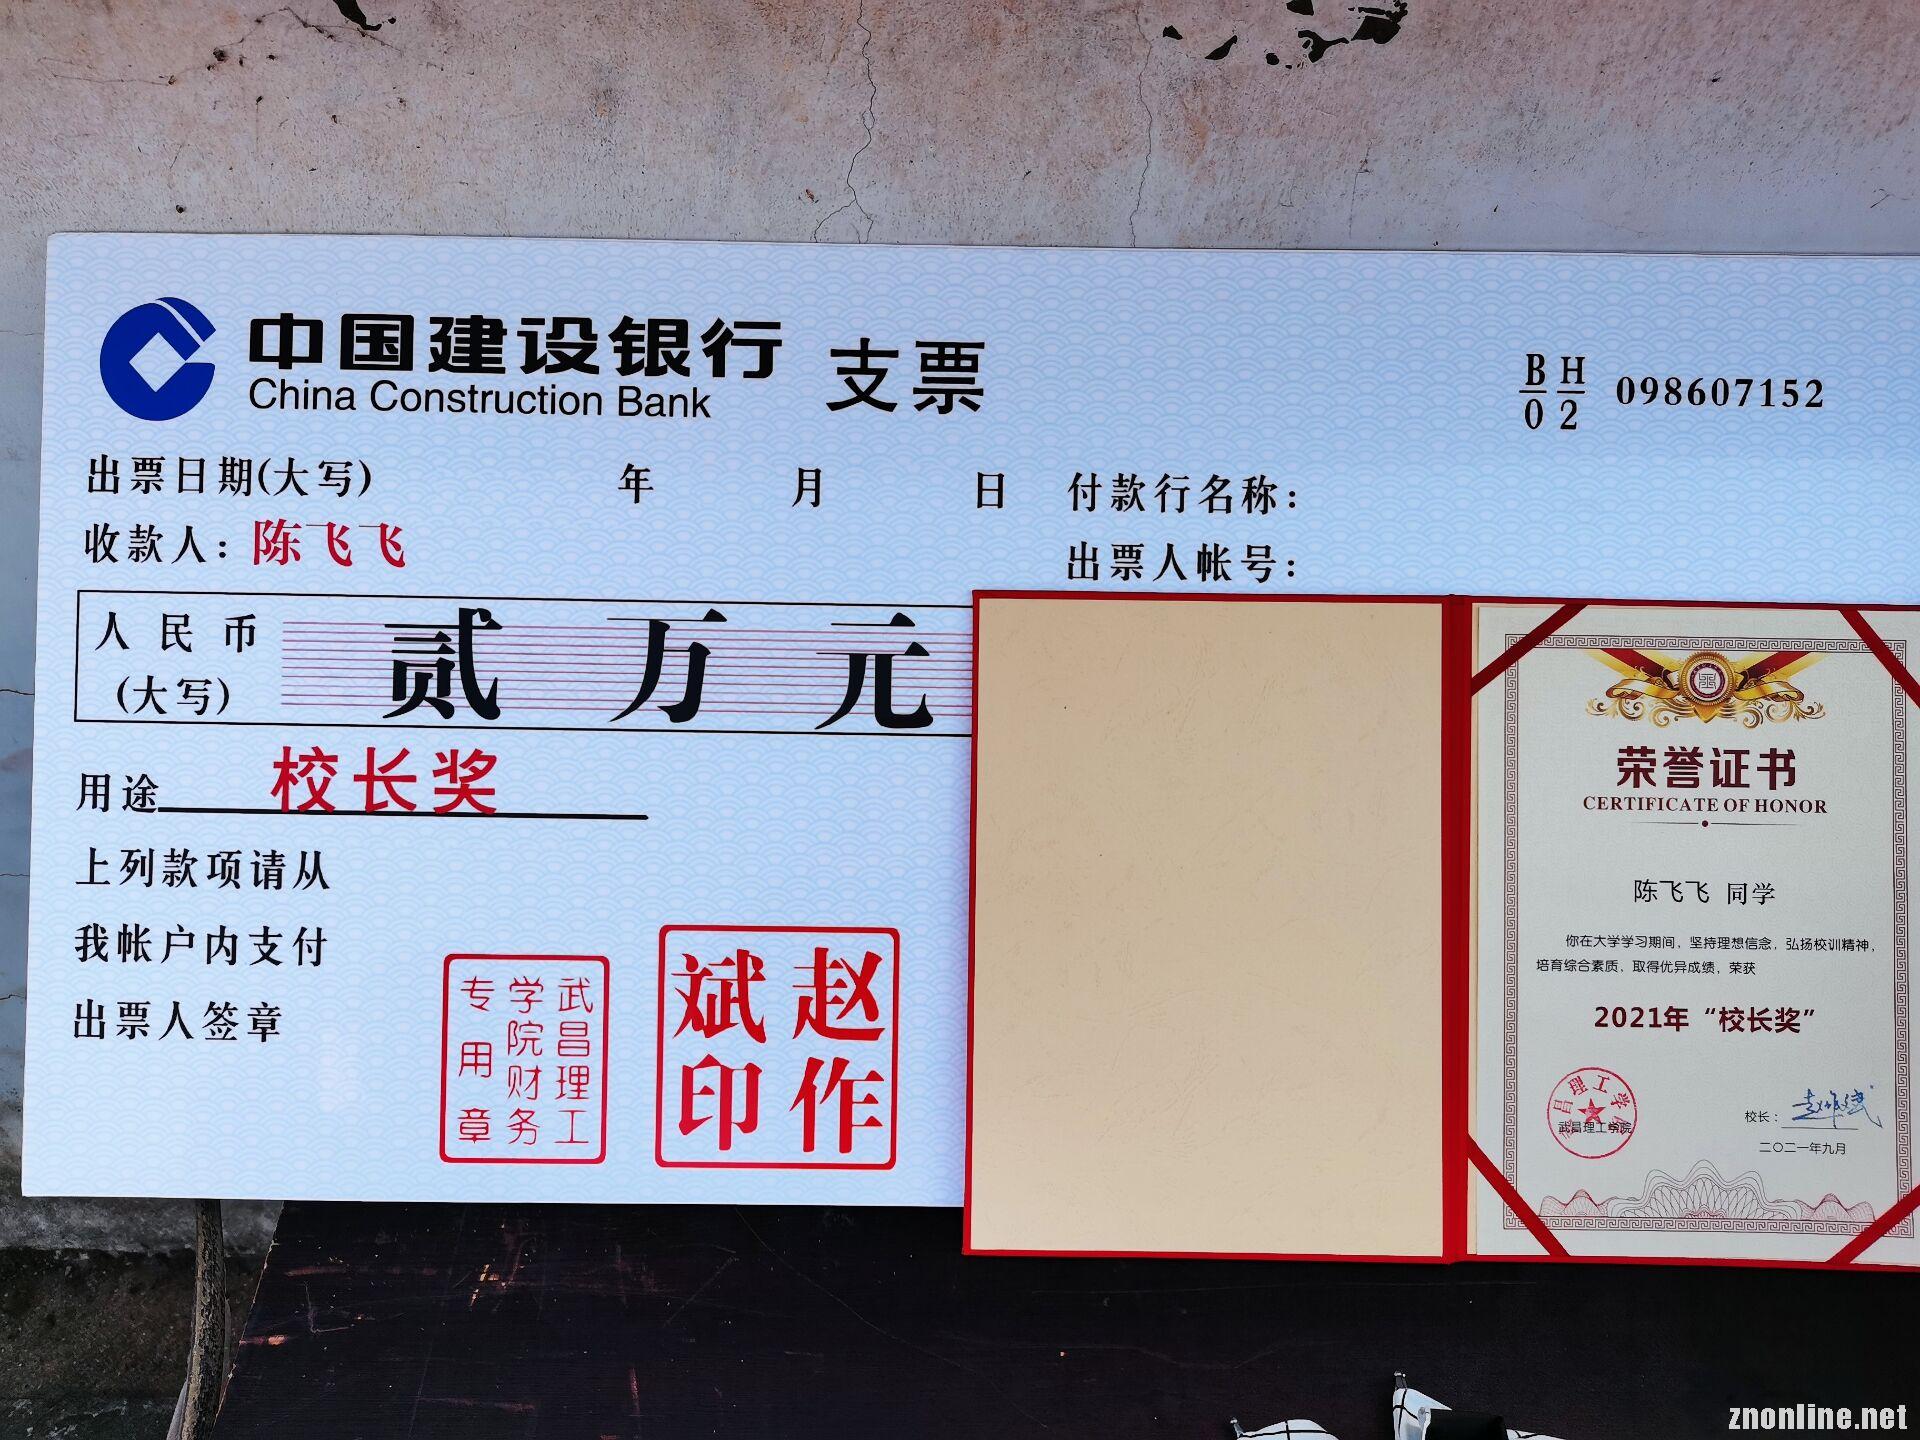 中国建设银行 支票
China Construction Bank
B H
0 2 098607152
出票日期(大写) 年 月 日
付款行名称：
收款人：陈飞飞
出票人帐号：
人民币
(大写)
贰 万 元
用途 校长奖
上列款项请从
我帐户内支付
出票人签章
武昌理工
学院财务
专用章
赵作
斌印
荣誉证书
CERTIFICATE OF HONOR
陈飞飞 同学
你在大学学习期间，坚持理想信念，弘扬校训精神，
培育综合素质，取得优异成绩，荣获
2021年“校长奖”
武昌理工学院
校长：赵作斌
二〇二一年九月
znonline.net